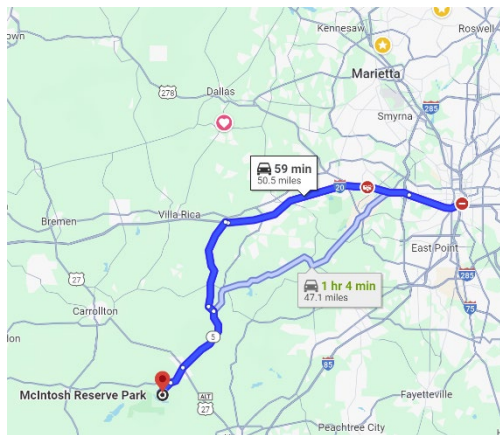 Kennesaw
Roswell
Marietta
278
Dallas
285
Smyrna
59 min
50.5 miles
20
Villa Rica
Bremen
East Point
285
1 hr 4 min
47.1 miles
27
75
Carrollton
5
85
McIntosh Reserve Park
ALT
27
Fayetteville
Peachtree City